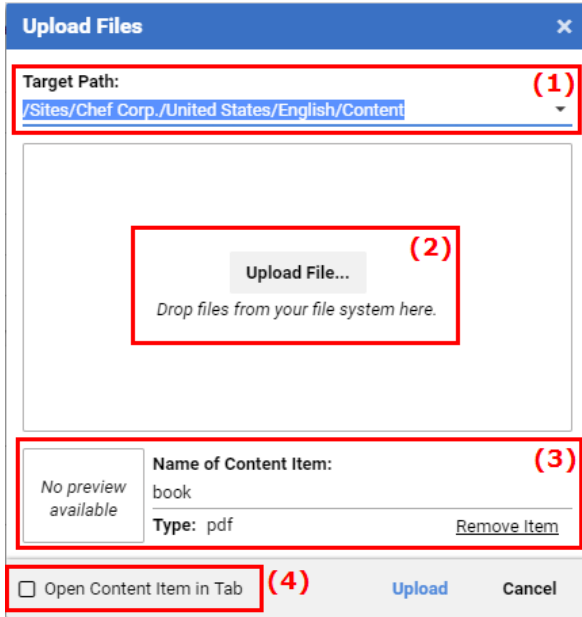 Upload Files ×
Target Path: (1)
/Sites/Chef Corp./United States/English/Content
(2)
Upload File...
Drop files from your file system here.
(3)
No preview available
Name of Content Item:
book
Type: pdf Remove Item
Open Content Item in Tab (4) Upload Cancel